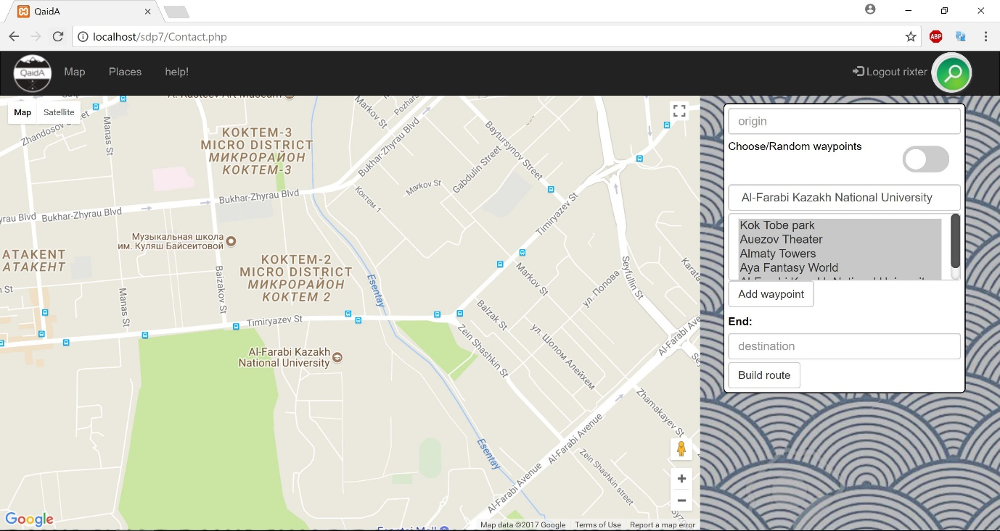 QaidA
localhost/sdp7/Contact.php
ABP
QaidA
Map
Places
help!
Logout rixter
Map
Satellite
A. Kasteev Art Museum
Zhandosov Street
Manas St
Markov St
KOKTEM-3
MICRO DISTRICT
МИКРОРАЙОН
КОКТЕМ-3
Bukhar-Zhyrau Blvd
Baytursynov Street
Gabdulin Street
Markov St
Коктем 1
Bukhar-Zhyrau Blvd
Bukhar-Zhyrau Blvd
yrau Blvd
Timiryazev St
Музыкальная школа
им. Куляш Байсеитовой
ATAKENT
АТАКЕНТ
KOKTEM-2
MICRO DISTRICT
МИКРОРАЙОН
КОКТЕМ 2
Baizakov St
Esentay
Markov St
Seyfullin St
ул. Попова
Manas St
Timiryazev St
Balzak St
Zein Shashkin St
ул. Шолом Алейхем
Al-Farabi Ave
Al-Farabi Kazakh
National University
Zhamakayev St
Al-Farabi Avenue
Esentay
Zein Shashkin street
Al-Farabi Avenue
Google
Esentai Mall
Map data ©2017 Google
Terms of Use
Report a map error
origin
Choose/Random waypoints
Al-Farabi Kazakh National University
Kok Tobe park
Auezov Theater
Almaty Towers
Aya Fantasy World
Al-Farabi Kazakh National University
Add waypoint
End:
destination
Build route